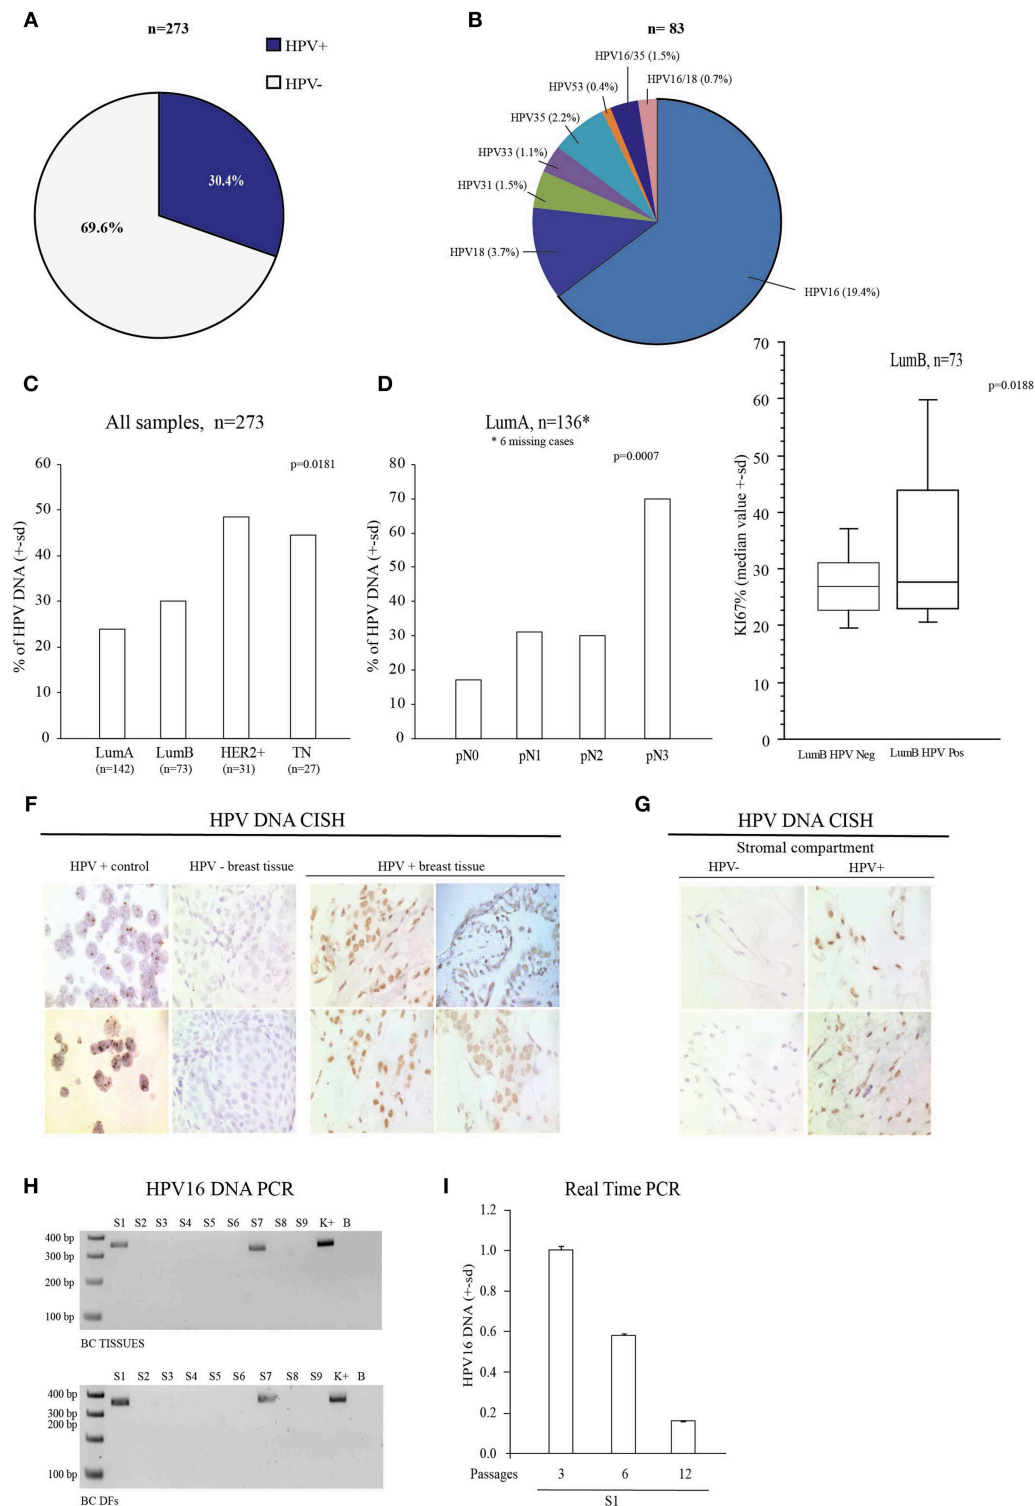 A
n=273
HPV+
HPV-
30.4%
69.6%
B
n= 83
HPV16/35 (1.5%)
HPV16/18 (0.7%)
HPV53 (0.4%)
HPV35 (2.2%)
HPV33 (1.1%)
HPV31 (1.5%)
HPV18 (3.7%)
HPV16 (19.4%)
C
All samples, n=273
p=0.0181
% of HPV DNA (+-sd)
60
50
40
30
20
10
0
LumA
(n=142)
LumB
(n=73)
HER2+
(n=31)
TN
(n=27)
D
LumA, n=136*
* 6 missing cases
p=0.0007
% of HPV DNA (+-sd)
80
70
60
50
40
30
20
10
0
pN0
pN1
pN2
pN3
LumB, n=73
p=0.0188
KI67% (median value +-sd)
70
60
50
40
30
20
10
0
LumB HPV Neg
LumB HPV Pos
F
HPV DNA CISH
HPV + control
HPV - breast tissue
HPV + breast tissue
G
HPV DNA CISH
Stromal compartment
HPV-
HPV+
H
HPV16 DNA PCR
S1 S2 S3 S4 S5 S6 S7 S8 S9 K+ B
400 bp
300 bp
200 bp
100 bp
BC TISSUES
S1 S2 S3 S4 S5 S6 S7 S8 S9 K+ B
400 bp
300 bp
200 bp
100 bp
BC DFs
I
Real Time PCR
HPV16 DNA (+-sd)
1.2
1.0
0.8
0.6
0.4
0.2
0.0
Passages 3 6 12
S1